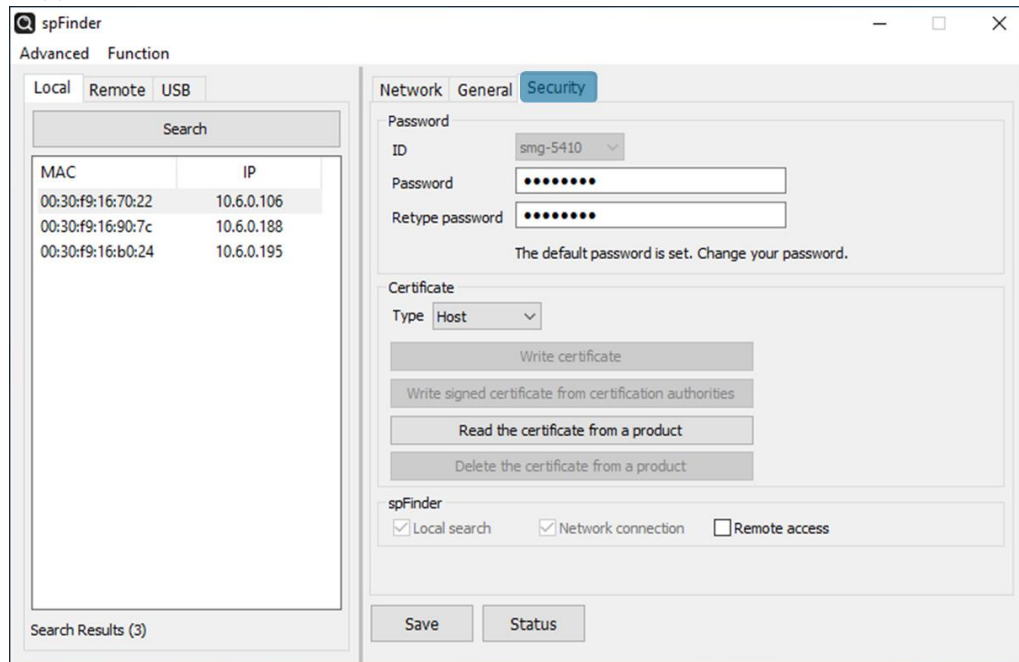 spFinder
Advanced Function
Local Remote USB
Search
MAC IP
00:30:f9:16:70:22 10.6.0.106
00:30:f9:16:90:7c 10.6.0.188
00:30:f9:16:b0:24 10.6.0.195
Search Results (3)
Network General Security
Password
ID smg-5410
Password ●●●●●●●●
Retype password ●●●●●●●●
The default password is set. Change your password.
Certificate
Type Host
Write certificate
Write signed certificate from certification authorities
Read the certificate from a product
Delete the certificate from a product
spFinder
Local search Network connection Remote access
Save Status